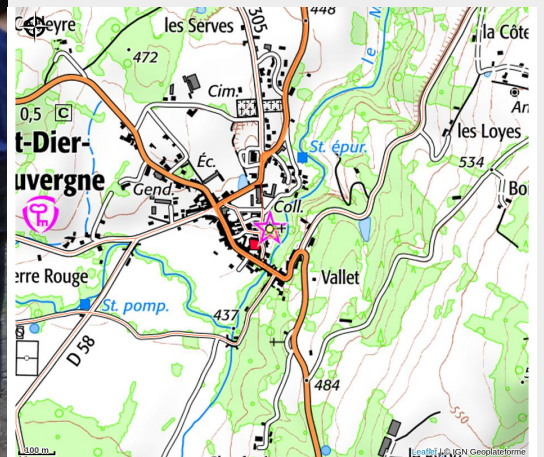 les Serves
305
448
le M
la Côte
472
Cim.
0,5 C
les Loyes
t-Dier-
uvergne
Éc.
St. épur.
534
Gend.
Coll.
erre Rouge
Vallet
St. pomp.
437
D 58
484
550
100 m
Leaflet | © IGN Geoplateforme